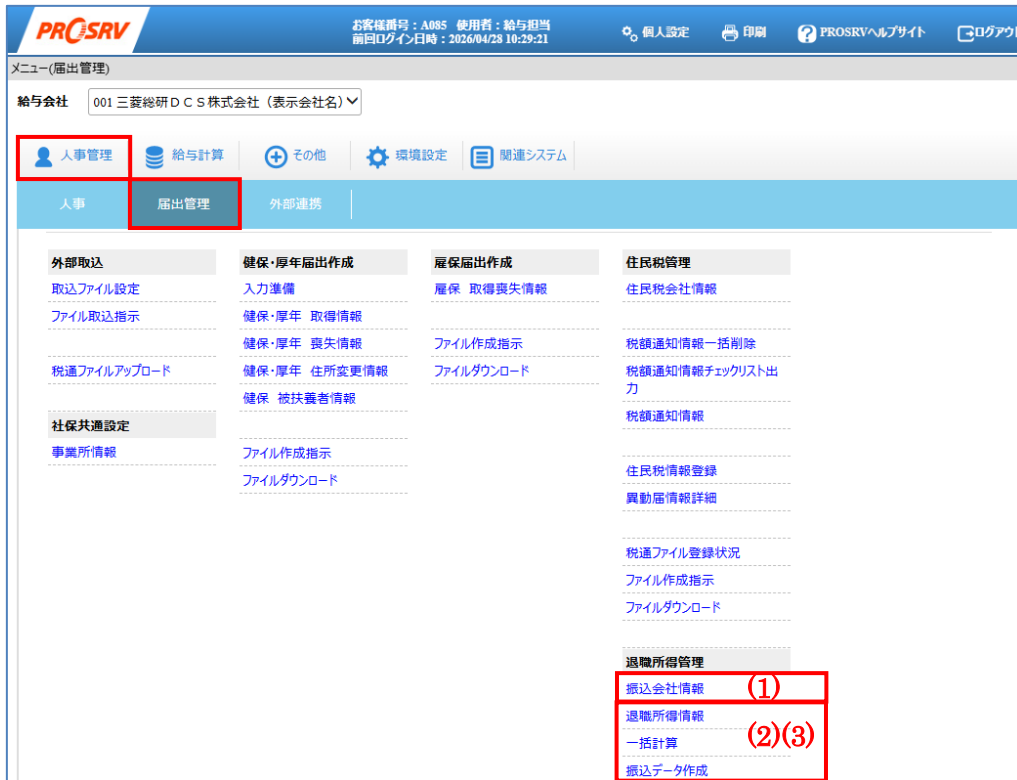 PROSRV
お客様番号：A085 使用者：給与担当
前回ログイン日時：2026/04/28 10:29:21
個人設定
印刷
PROSRVヘルプサイト
ログアウト
メニュー(届出管理)
給与会社
001 三菱総研ＤＣＳ株式会社（表示会社名）
人事管理
給与計算
その他
環境設定
関連システム
人事
届出管理
外部連携
外部取込
取込ファイル設定
ファイル取込指示
税通ファイルアップロード
社保共通設定
事業所情報
健保・厚年届出作成
入力準備
健保・厚年 取得情報
健保・厚年 喪失情報
健保・厚年 住所変更情報
健保 被扶養者情報
ファイル作成指示
ファイルダウンロード
雇保届出作成
雇保 取得喪失情報
ファイル作成指示
ファイルダウンロード
住民税管理
住民税会社情報
税額通知情報一括削除
税額通知情報チェックリスト出
力
税額通知情報
住民税情報登録
異動届情報詳細
税通ファイル登録状況
ファイル作成指示
ファイルダウンロード
退職所得管理
振込会社情報 (1)
退職所得情報
一括計算 (2)(3)
振込データ作成